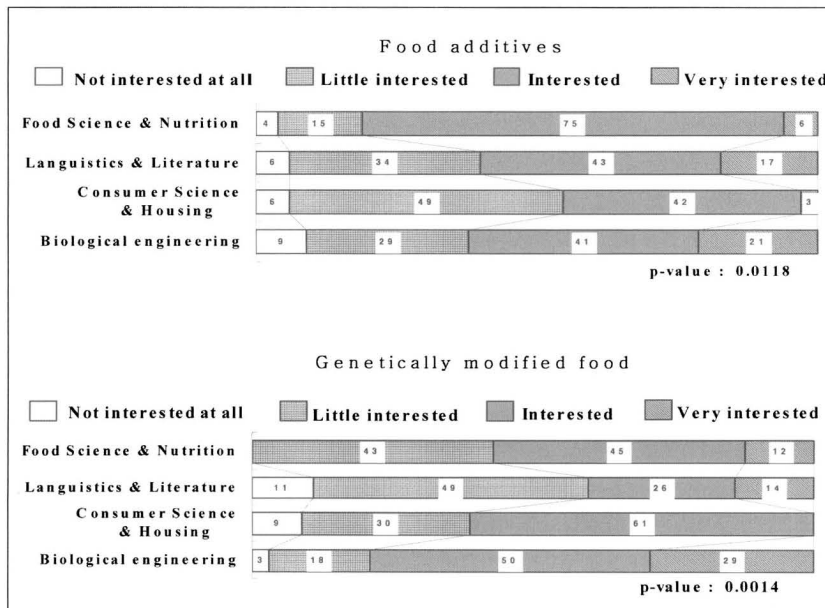 Food additives
Not interested at all Little interested Interested Very interested
Food Science & Nutrition 4 15 75 6
Languistics & Literature 6 34 43 17
Consumer Science
& Housing 6 49 42 3
Biological engineering 9 29 41 21
p-value : 0.0118
Genetically modified food
Not interested at all Little interested Interested Very interested
Food Science & Nutrition 43 45 12
Languistics & Literature 11 49 26 14
Consumer Science
& Housing 9 30 61
Biological engineering 3 18 50 29
p-value : 0.0014